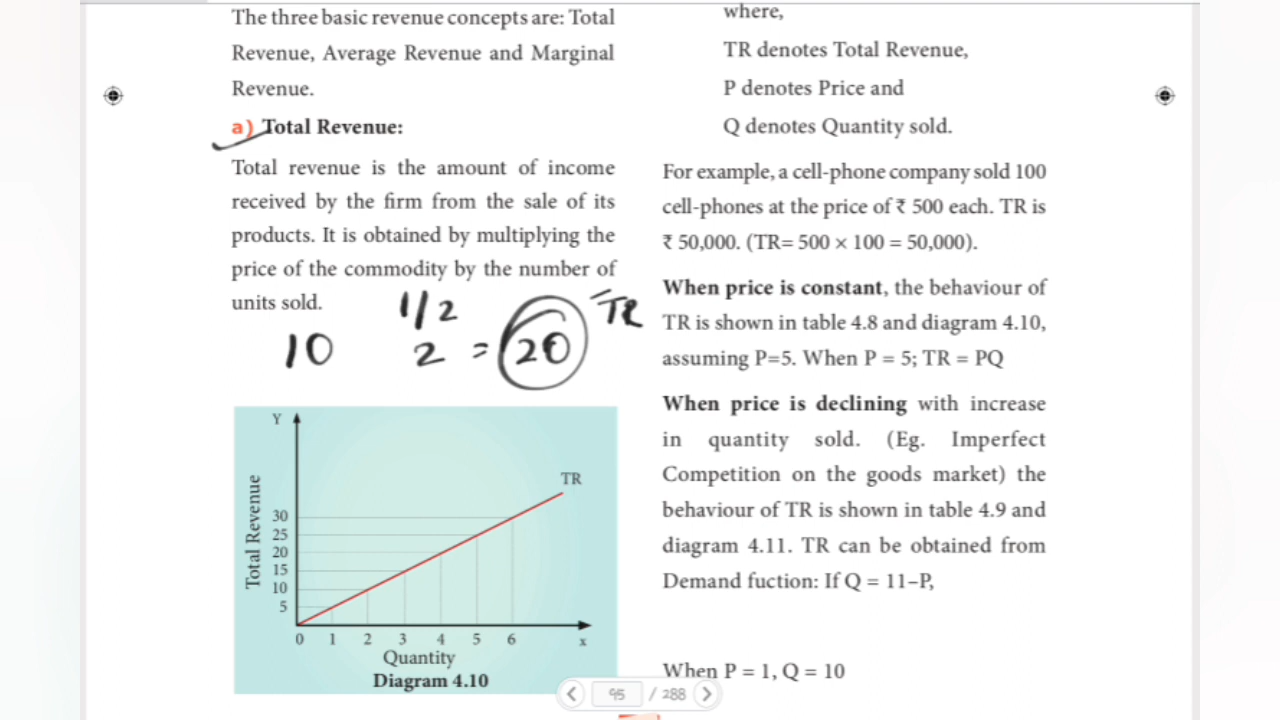 The three basic revenue concepts are: Total
Revenue, Average Revenue and Marginal
Revenue.
a) Total Revenue:
Total revenue is the amount of income
received by the firm from the sale of its
products. It is obtained by multiplying the
price of the commodity by the number of
units sold.
1/2
10 2 = 20 =TR
Y
TR
Total Revenue
30
25
20
15
10
5
0 1 2 3 4 5 6 x
Quantity
Diagram 4.10
where,
TR denotes Total Revenue,
P denotes Price and
Q denotes Quantity sold.
For example, a cell-phone company sold 100
cell-phones at the price of ₹ 500 each. TR is
₹ 50,000. (TR= 500 × 100 = 50,000).
When price is constant, the behaviour of
TR is shown in table 4.8 and diagram 4.10,
assuming P=5. When P = 5; TR = PQ
When price is declining with increase
in quantity sold. (Eg. Imperfect
Competition on the goods market) the
behaviour of TR is shown in table 4.9 and
diagram 4.11. TR can be obtained from
Demand fuction: If Q = 11–P,
When P = 1, Q = 10
95 / 288